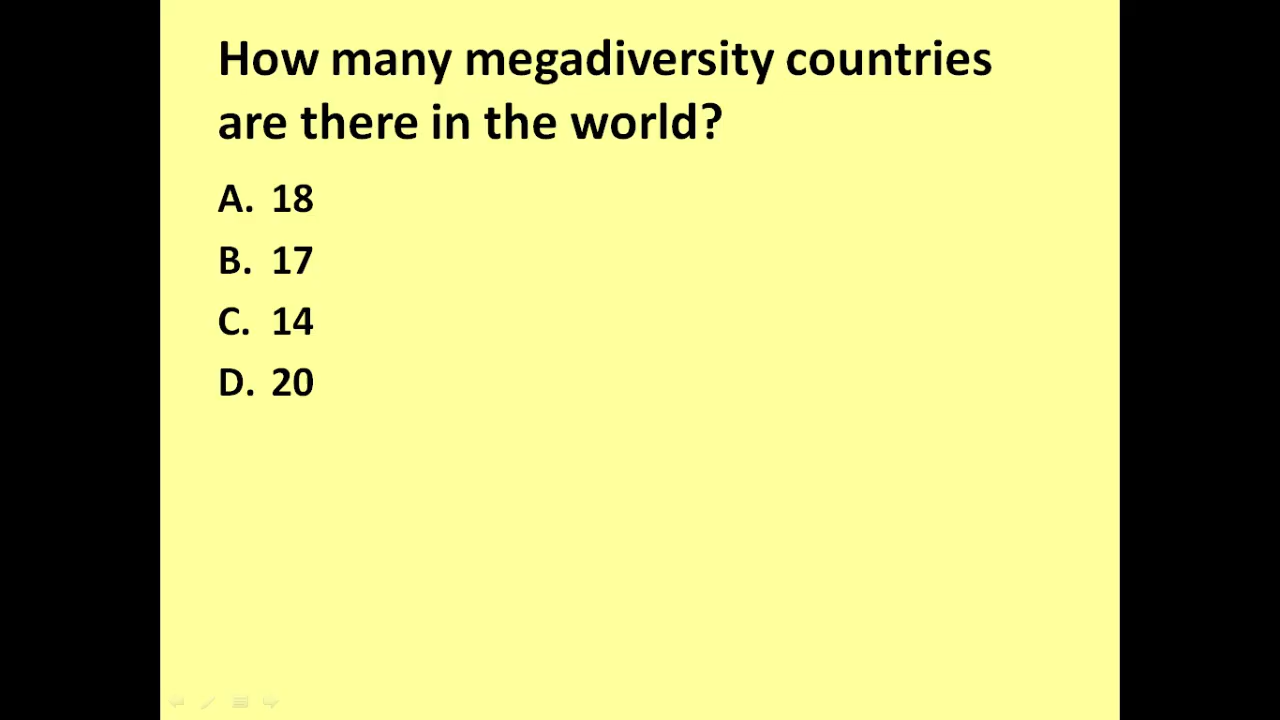 How many megadiversity countries
are there in the world?
A. 18
B. 17
C. 14
D. 20